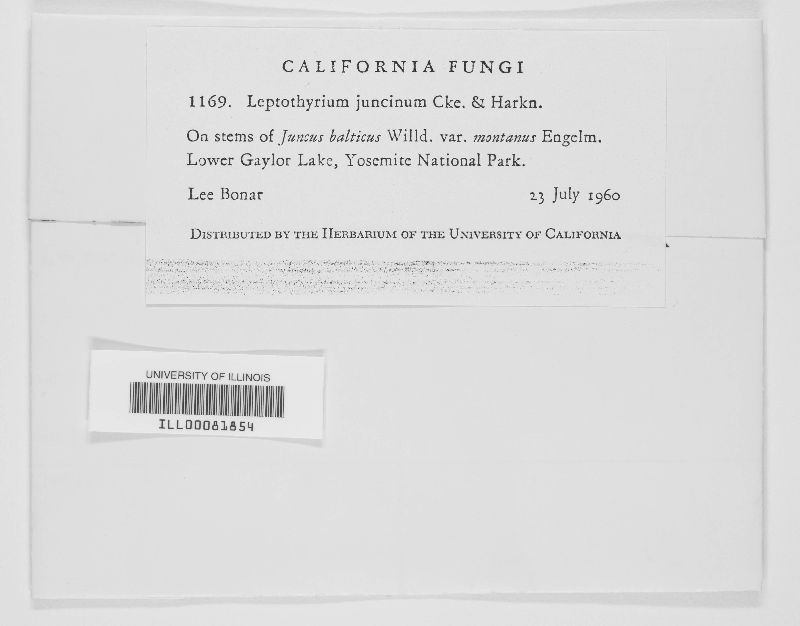 CALIFORNIA FUNGI
1169. Leptothyrium juncinum Cke. & Harkn.
On stems of Juncus balticus Willd. var. montanus Engelm.
Lower Gaylor Lake, Yosemite National Park.
Lee Bonar 23 July 1960
DISTRIBUTED BY THE HERBARIUM OF THE UNIVERSITY OF CALIFORNIA
UNIVERSITY OF ILLINOIS
ILL00081854